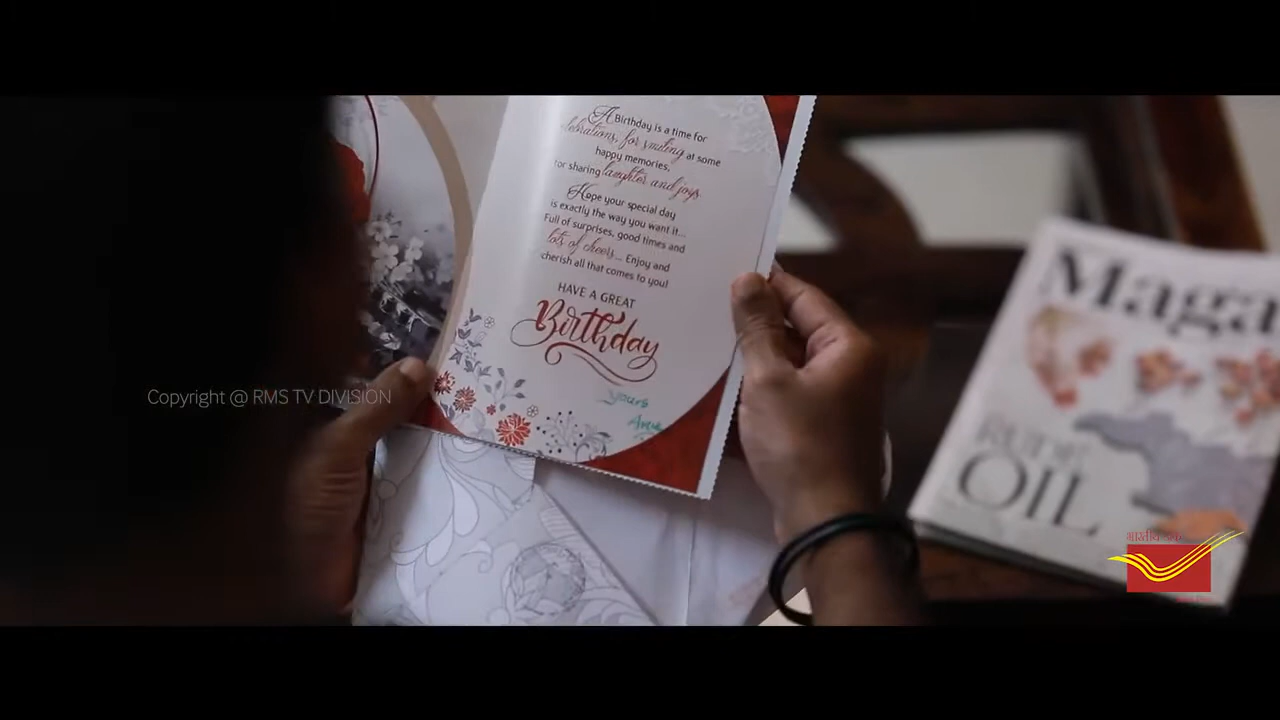 A Birthday is a time for
celebrations, for smiling at some
happy memories,
for sharing laughter and joys.
Hope your special day
is exactly the way you want it...
Full of surprises, good times and
lots of cheers... Enjoy and
cherish all that comes to you!
HAVE A GREAT
Birthday
yours
Copyright @ RMS TV DIVISION
Maga
OIL